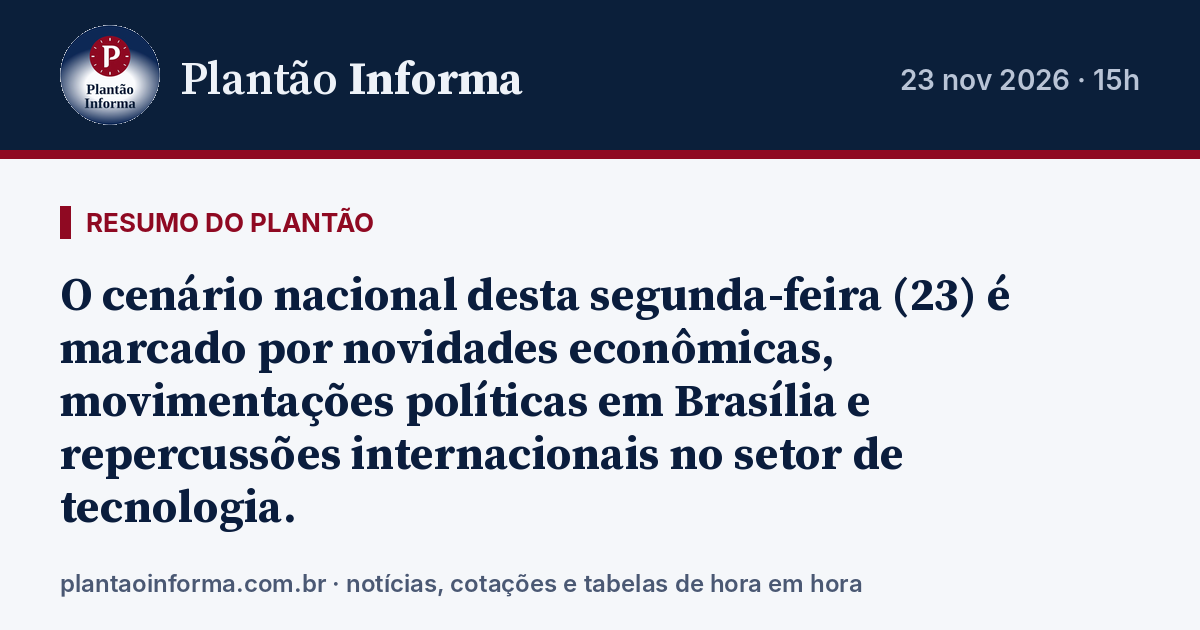 P
Plantão
Informa
Plantão Informa
23 nov 2026 · 15h
RESUMO DO PLANTÃO
O cenário nacional desta segunda-feira (23) é
marcado por novidades econômicas,
movimentações políticas em Brasília e
repercussões internacionais no setor de
tecnologia.
plantaoinforma.com.br · notícias, cotações e tabelas de hora em hora